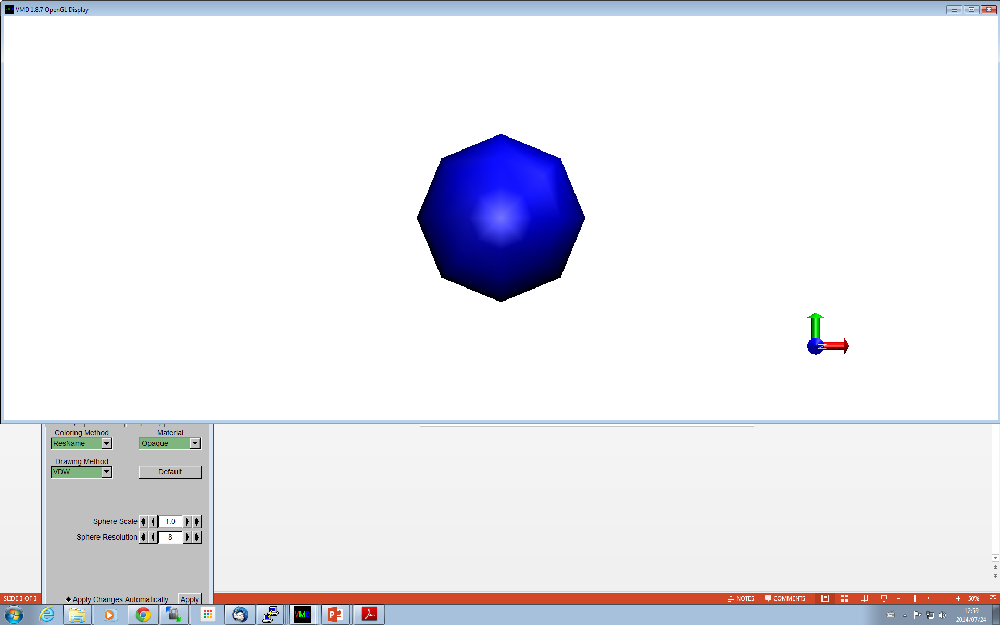 VMD 1.8.7 OpenGL Display
Coloring Method Material
ResName Opaque
Drawing Method
VDW Default
Sphere Scale 1.0
Sphere Resolution 8
Apply Changes Automatically Apply
SLIDE 3 OF 3 NOTES COMMENTS 50%
VMD
12:59
2014/07/24